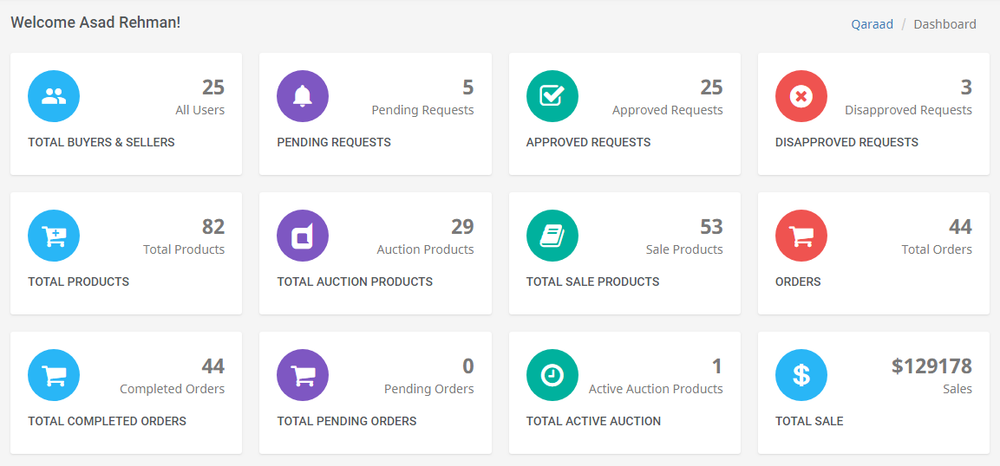 Welcome Asad Rehman!
Qaraad / Dashboard
25
All Users
TOTAL BUYERS & SELLERS
5
Pending Requests
PENDING REQUESTS
25
Approved Requests
APPROVED REQUESTS
3
Disapproved Requests
DISAPPROVED REQUESTS
82
Total Products
TOTAL PRODUCTS
29
Auction Products
TOTAL AUCTION PRODUCTS
53
Sale Products
TOTAL SALE PRODUCTS
44
Total Orders
ORDERS
44
Completed Orders
TOTAL COMPLETED ORDERS
0
Pending Orders
TOTAL PENDING ORDERS
1
Active Auction Products
TOTAL ACTIVE AUCTION
$129178
Sales
TOTAL SALE